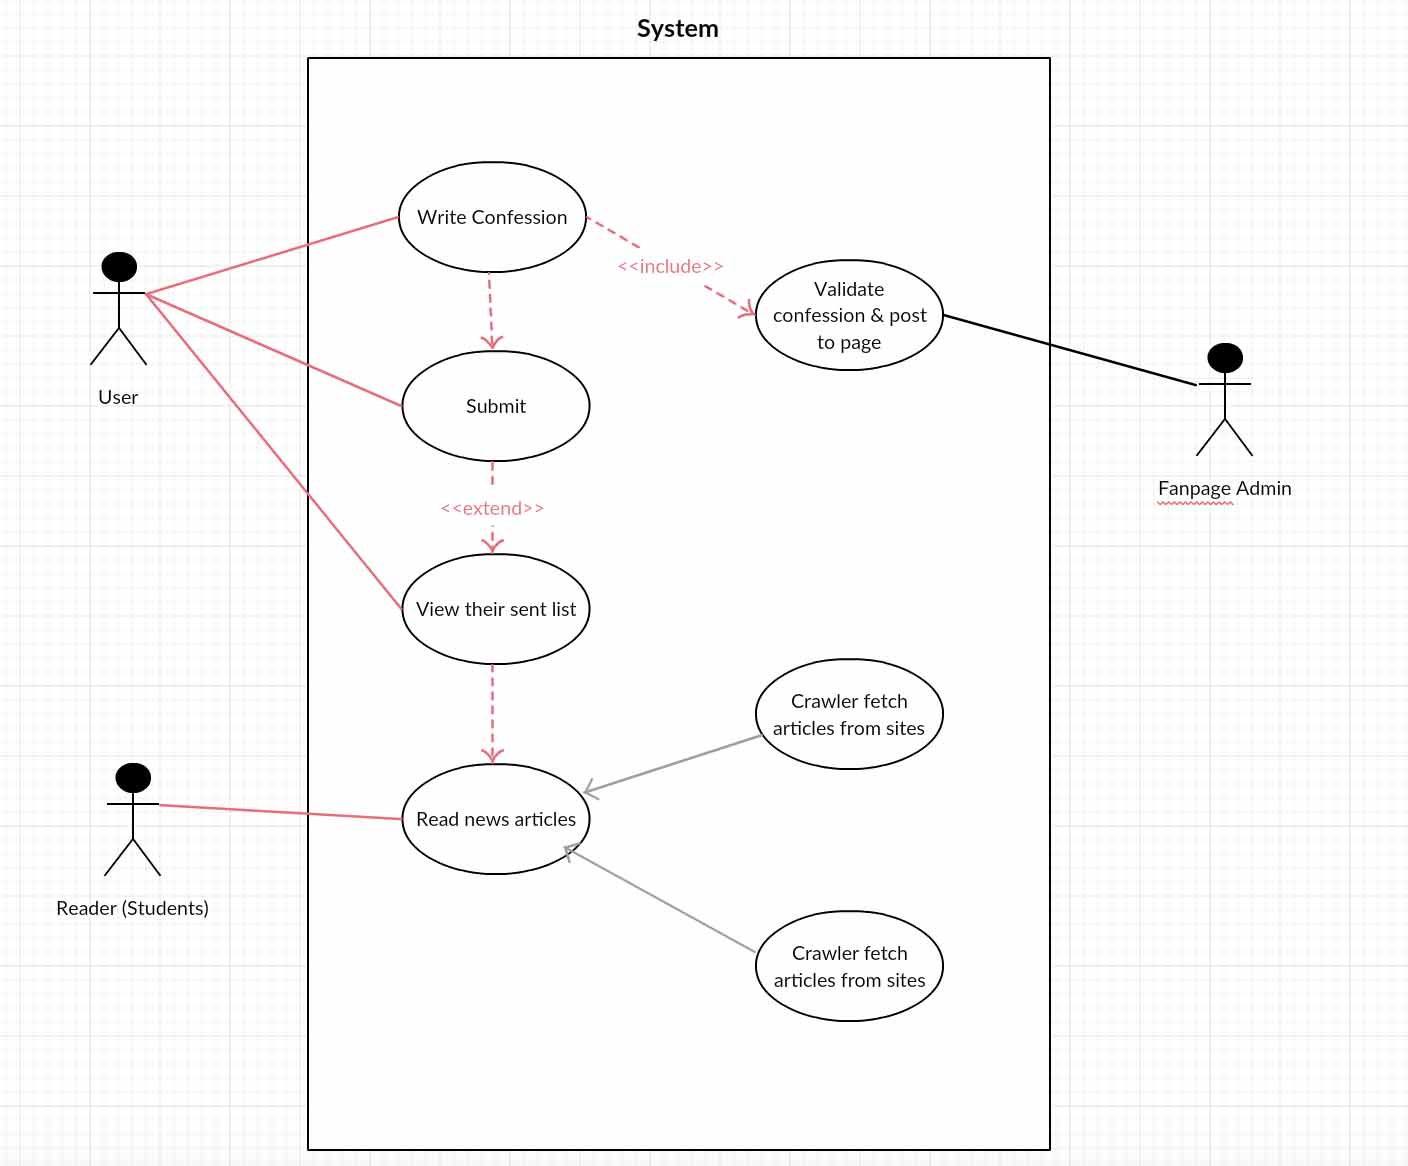 System
Write Confession
<<include>>
Validate
confession & post
to page
User
Submit
Fanpage Admin
<<extend>>
View their sent list
Crawler fetch
articles from sites
Read news articles
Reader (Students)
Crawler fetch
articles from sites